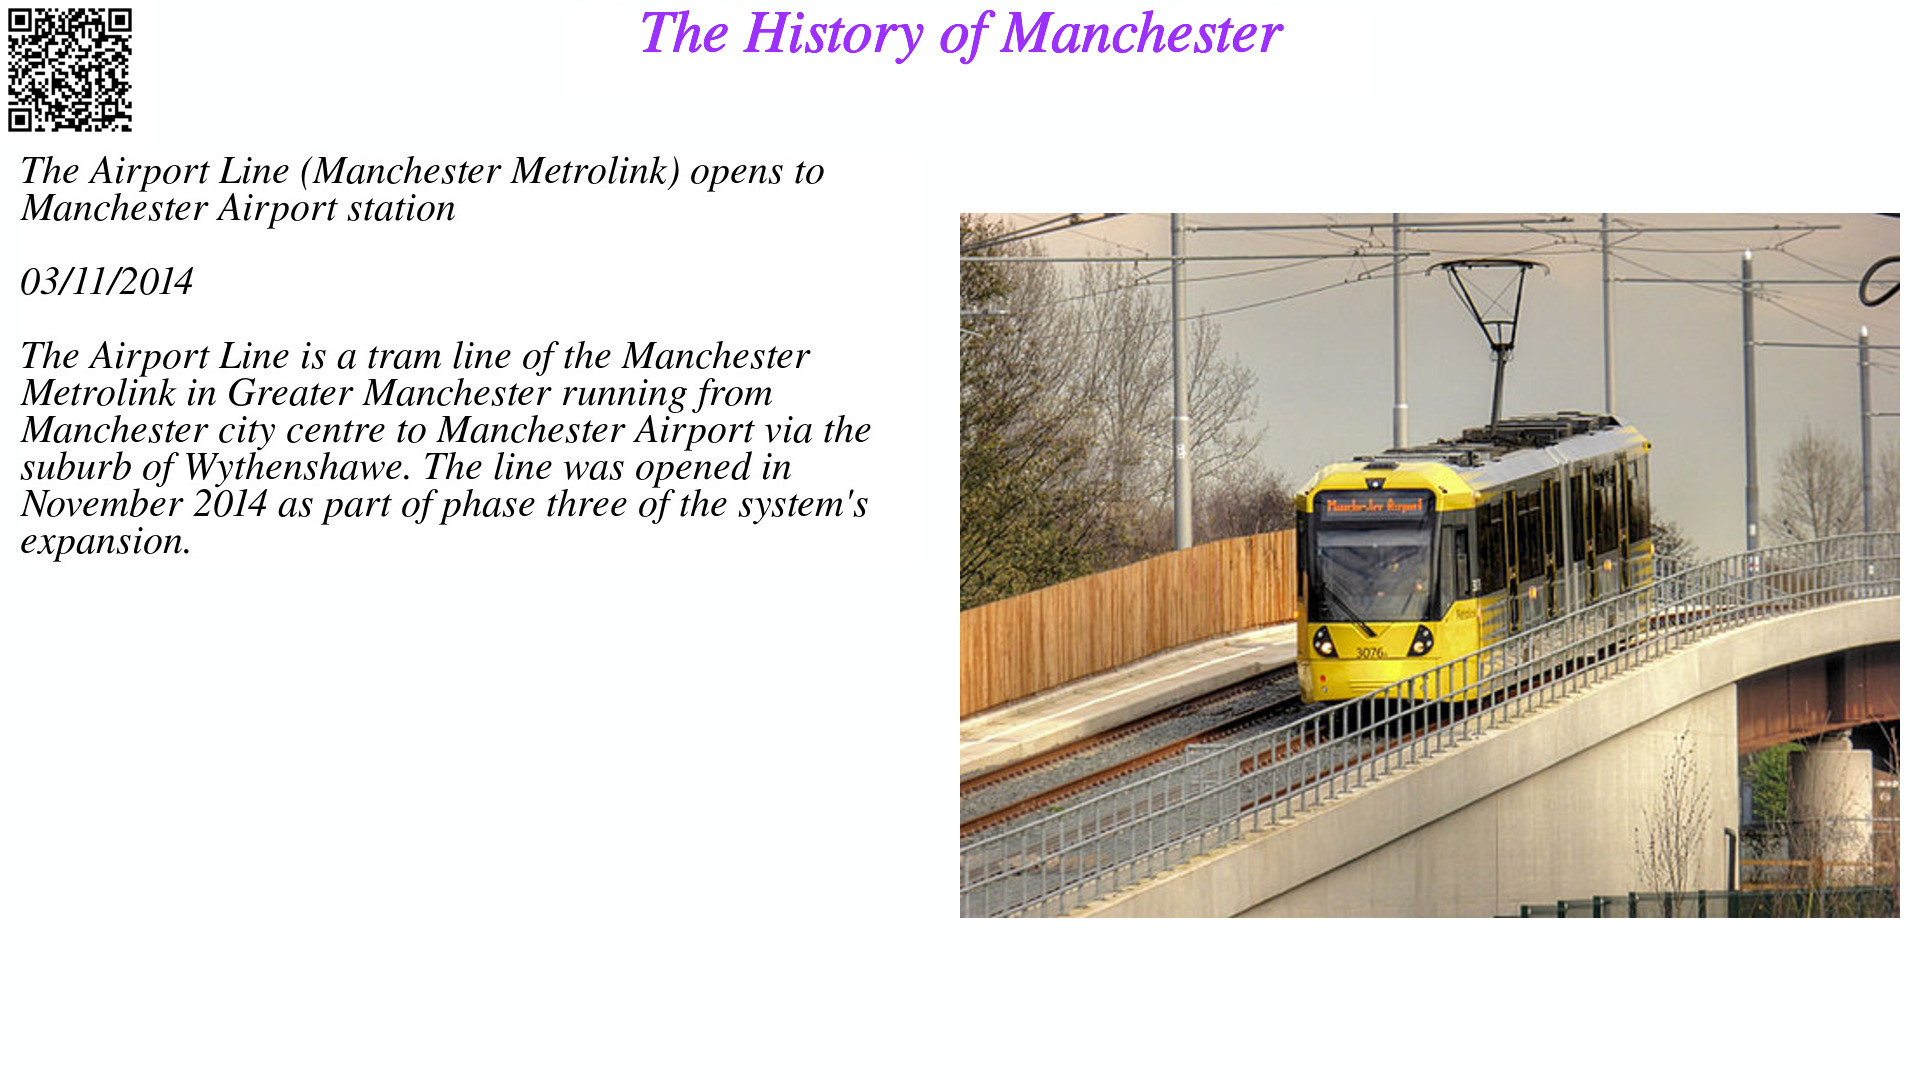 The History of Manchester
The Airport Line (Manchester Metrolink) opens to
Manchester Airport station
03/11/2014
The Airport Line is a tram line of the Manchester
Metrolink in Greater Manchester running from
Manchester city centre to Manchester Airport via the
suburb of Wythenshawe. The line was opened in
November 2014 as part of phase three of the system's
expansion.
Manchester Airport
3076